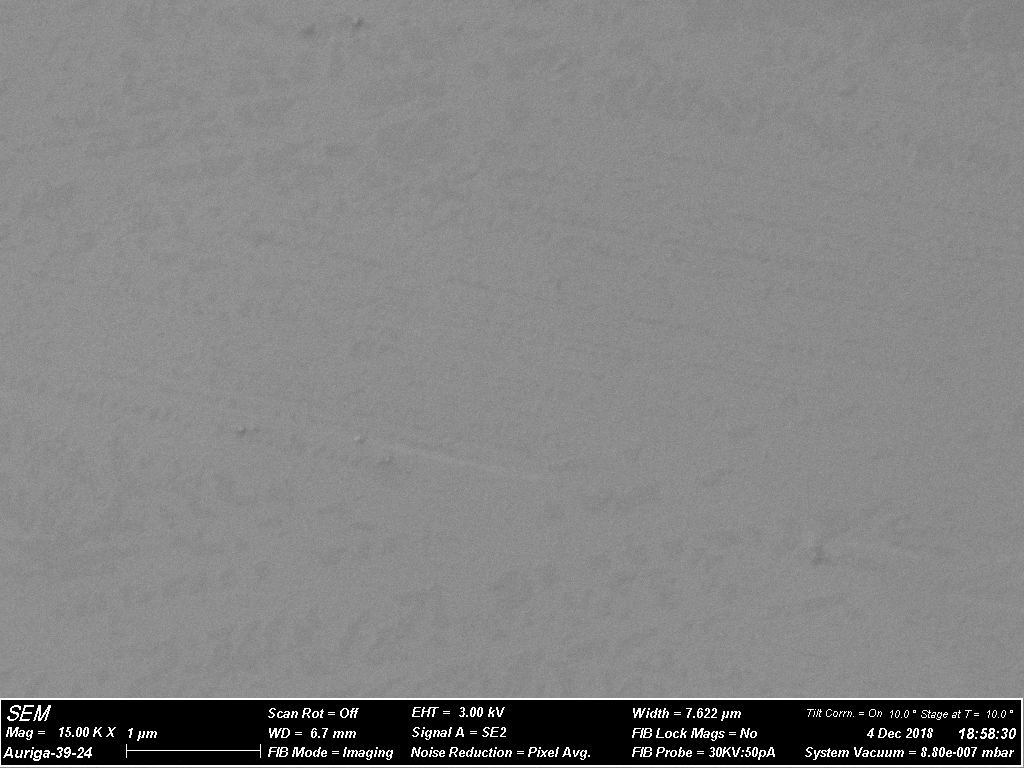 SEM
Mag = 15.00 K X 1 µm
Auriga-39-24
Scan Rot = Off
WD = 6.7 mm
FIB Mode = Imaging
EHT = 3.00 kV
Signal A = SE2
Noise Reduction = Pixel Avg.
Width = 7.622 µm
FIB Lock Mags = No
FIB Probe = 30KV:50pA
Tilt Corrn. = On 10.0 ° Stage at T = 10.0 °
4 Dec 2018 18:58:30
System Vacuum = 8.80e-007 mbar